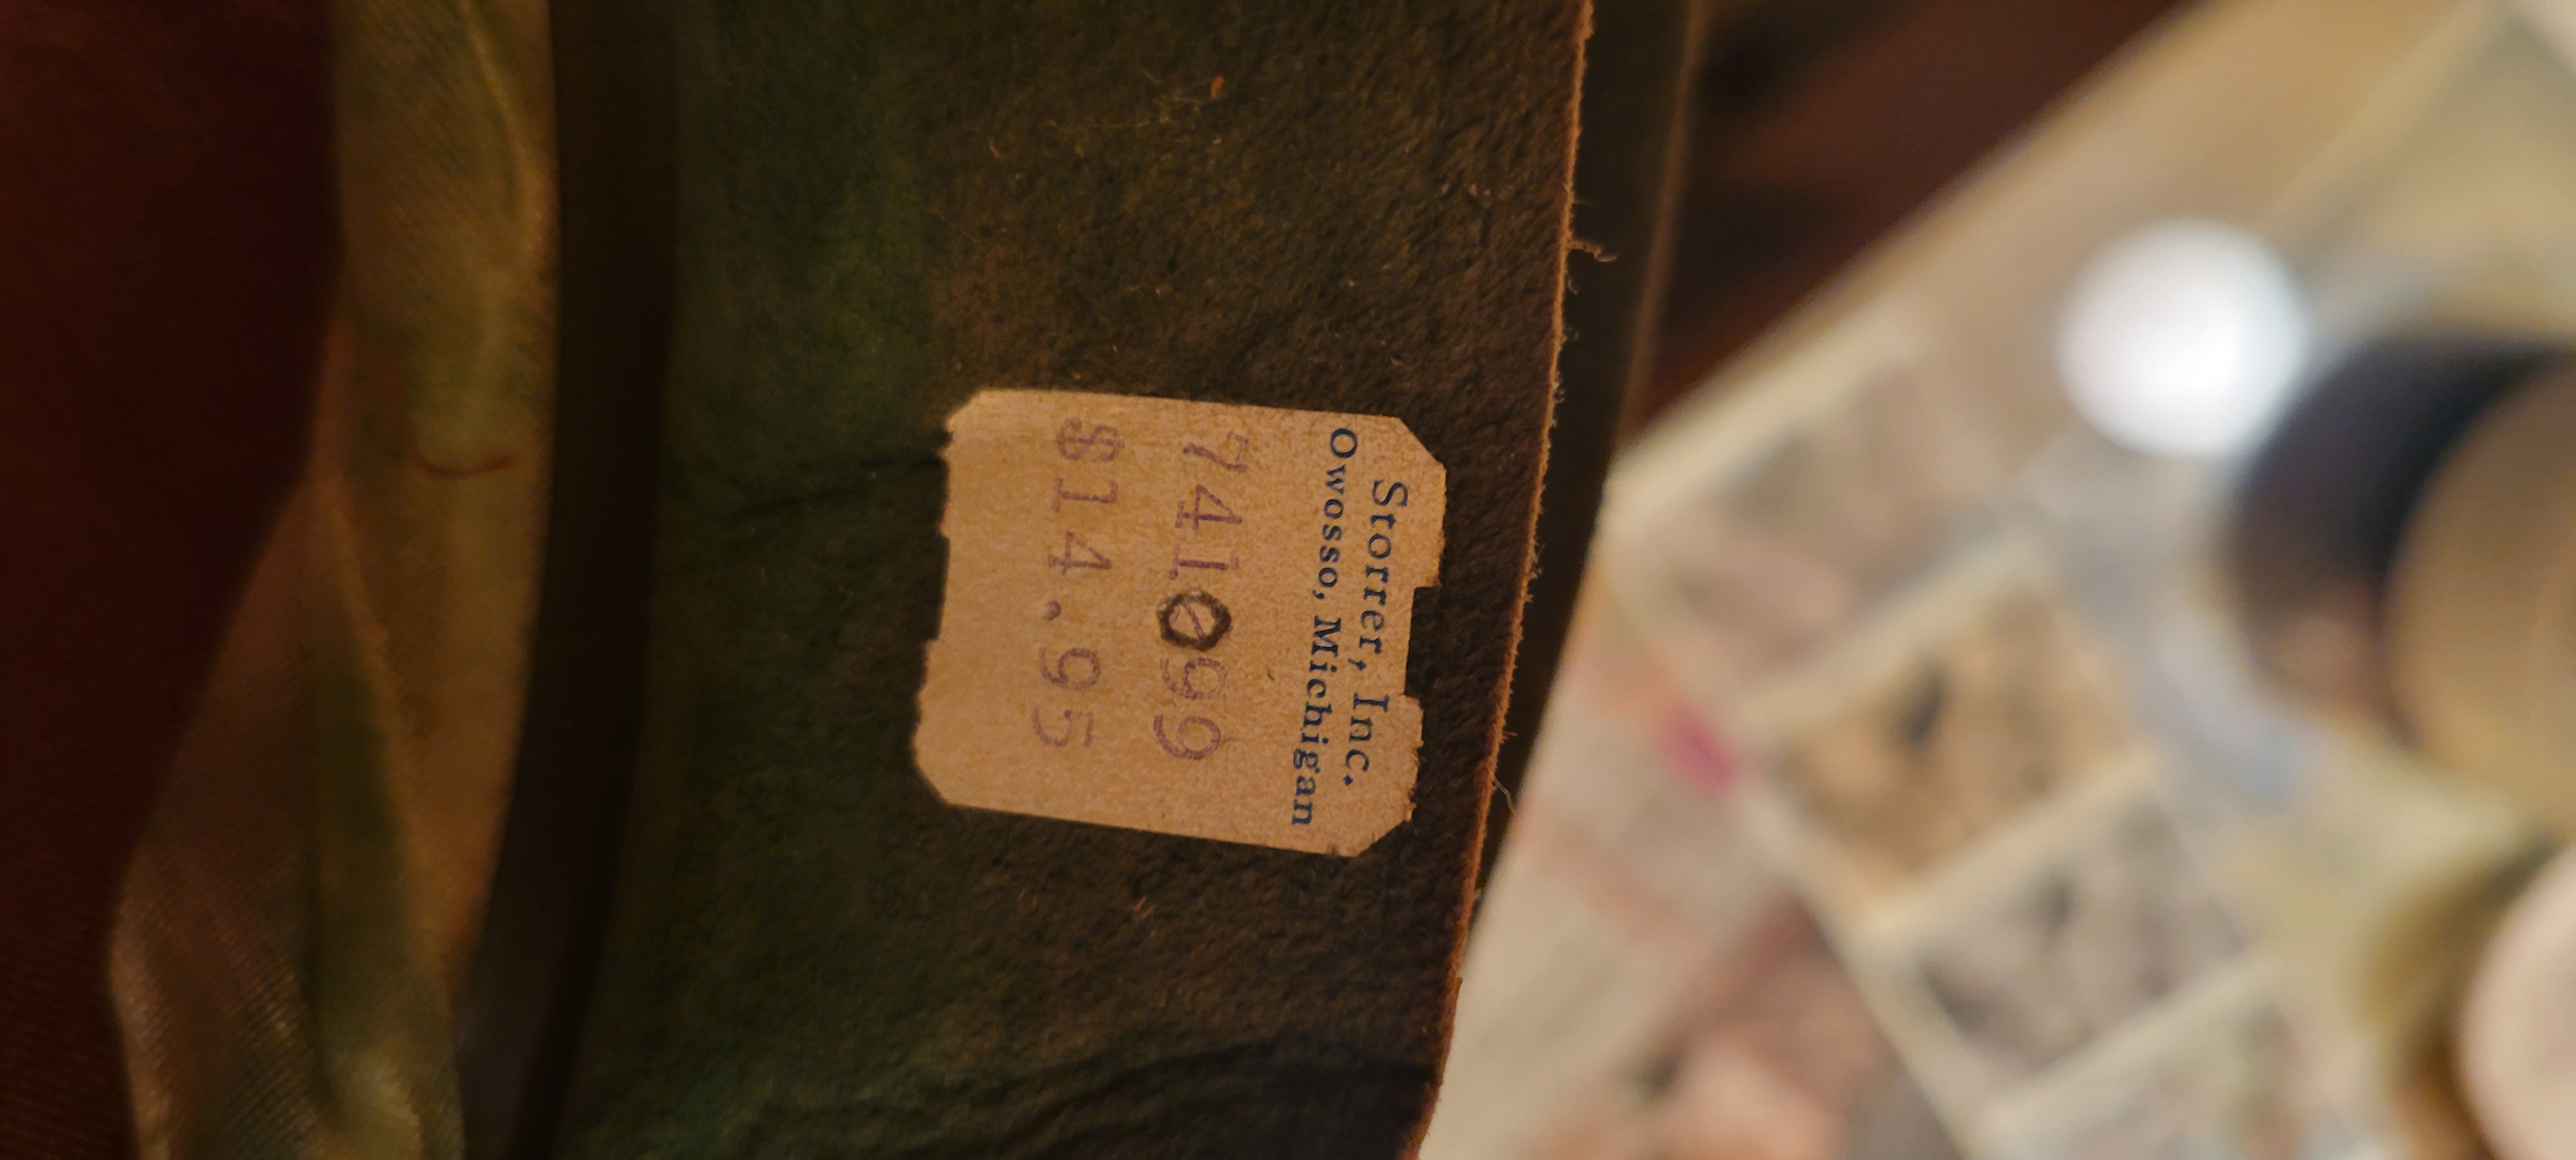 Storrer, Inc.
Owosso, Michigan
741099
$14.95